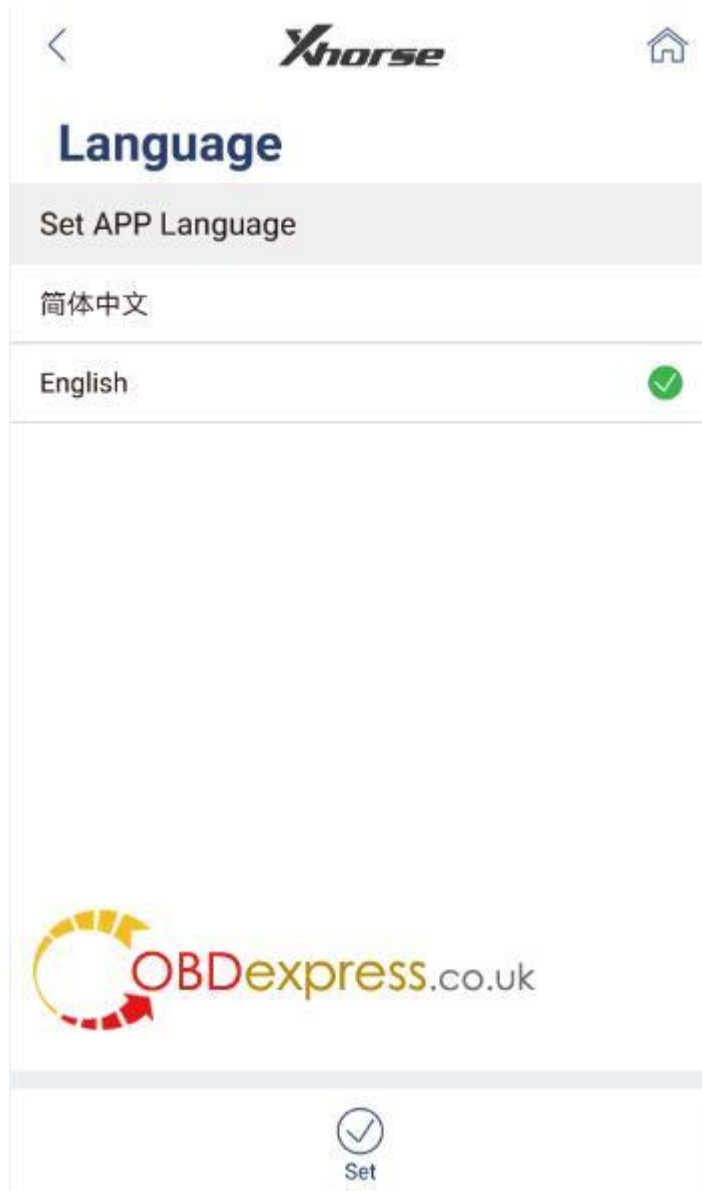 Xhorse
Language
Set APP Language
简体中文
English
OBDexpress.co.uk
Set